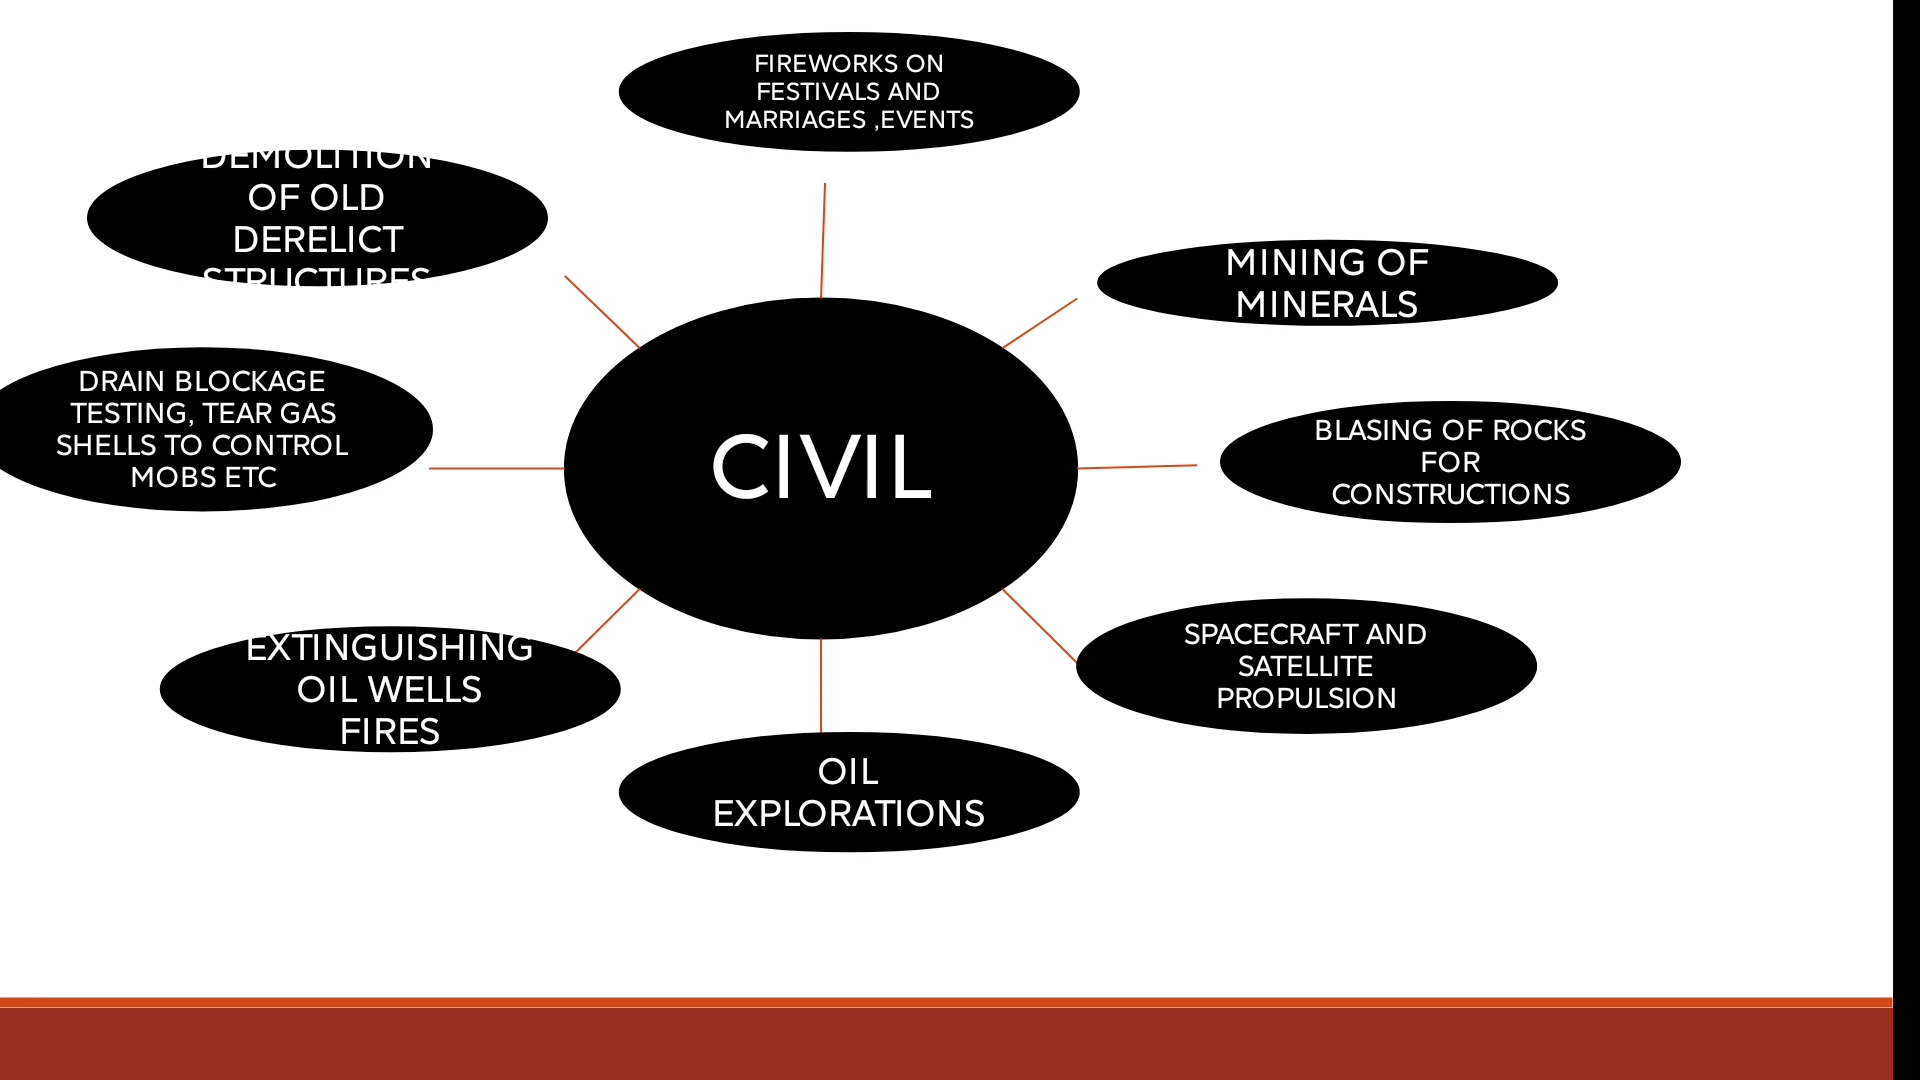 FIREWORKS ON
FESTIVALS AND
MARRIAGES ,EVENTS
DEMOLITION
OF OLD
DERELICT
STRUCTURES
MINING OF
MINERALS
DRAIN BLOCKAGE
TESTING, TEAR GAS
SHELLS TO CONTROL
MOBS ETC
CIVIL
BLASING OF ROCKS
FOR
CONSTRUCTIONS
EXTINGUISHING
OIL WELLS
FIRES
SPACECRAFT AND
SATELLITE
PROPULSION
OIL
EXPLORATIONS